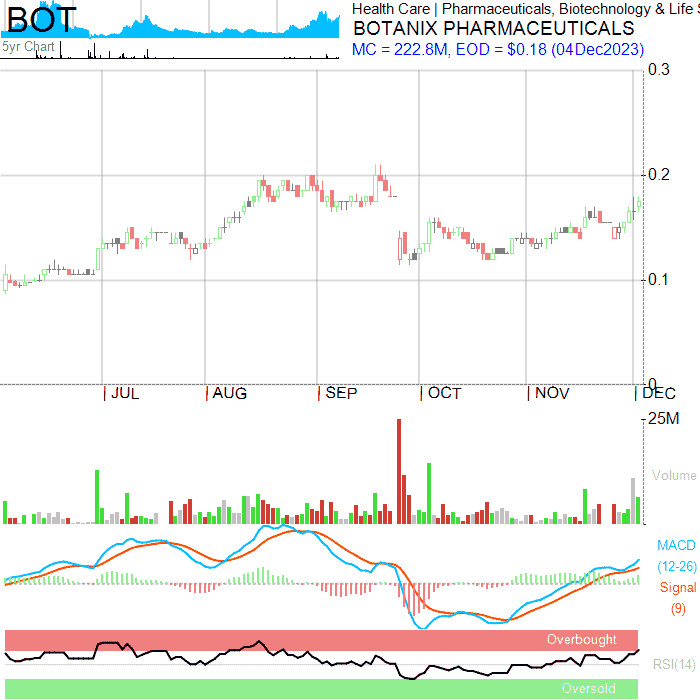 BOT
5yr Chart
Health Care | Pharmaceuticals, Biotechnology & Life S
BOTANIX PHARMACEUTICALS
MC = 222.8M, EOD = $0.18 (04Dec2023)
0.3
0.2
0.1
0
JUL
AUG
SEP
OCT
NOV
DEC
25M
Volume
MACD
(12-26)
Signal
(9)
Overbought
RSI(14)
Oversold